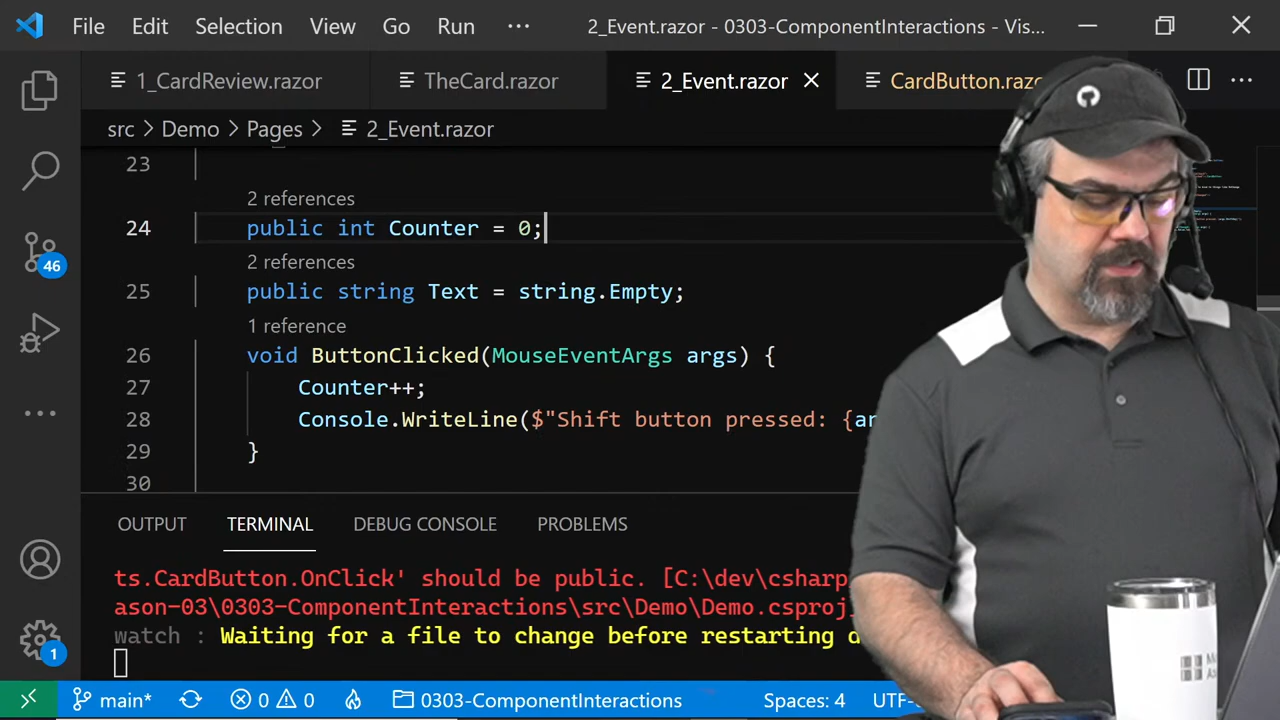 File Edit Selection View Go Run ··· 2_Event.razor - 0303-ComponentInteractions - Vis...
1_CardReview.razor TheCard.razor 2_Event.razor CardButton.razo
src > Demo > Pages > 2_Event.razor
23
2 references
24 public int Counter = 0;
2 references
25 public string Text = string.Empty;
1 reference
26 void ButtonClicked(MouseEventArgs args) {
27 Counter++;
28 Console.WriteLine($"Shift button pressed: {ar
29 }
30
46
OUTPUT TERMINAL DEBUG CONSOLE PROBLEMS
ts.CardButton.OnClick' should be public. [C:\dev\csharp
ason-03\0303-ComponentInteractions\src\Demo\Demo.csproj
watch : Waiting for a file to change before restarting d
1
main* 0 0 0303-ComponentInteractions Spaces: 4 UTF-